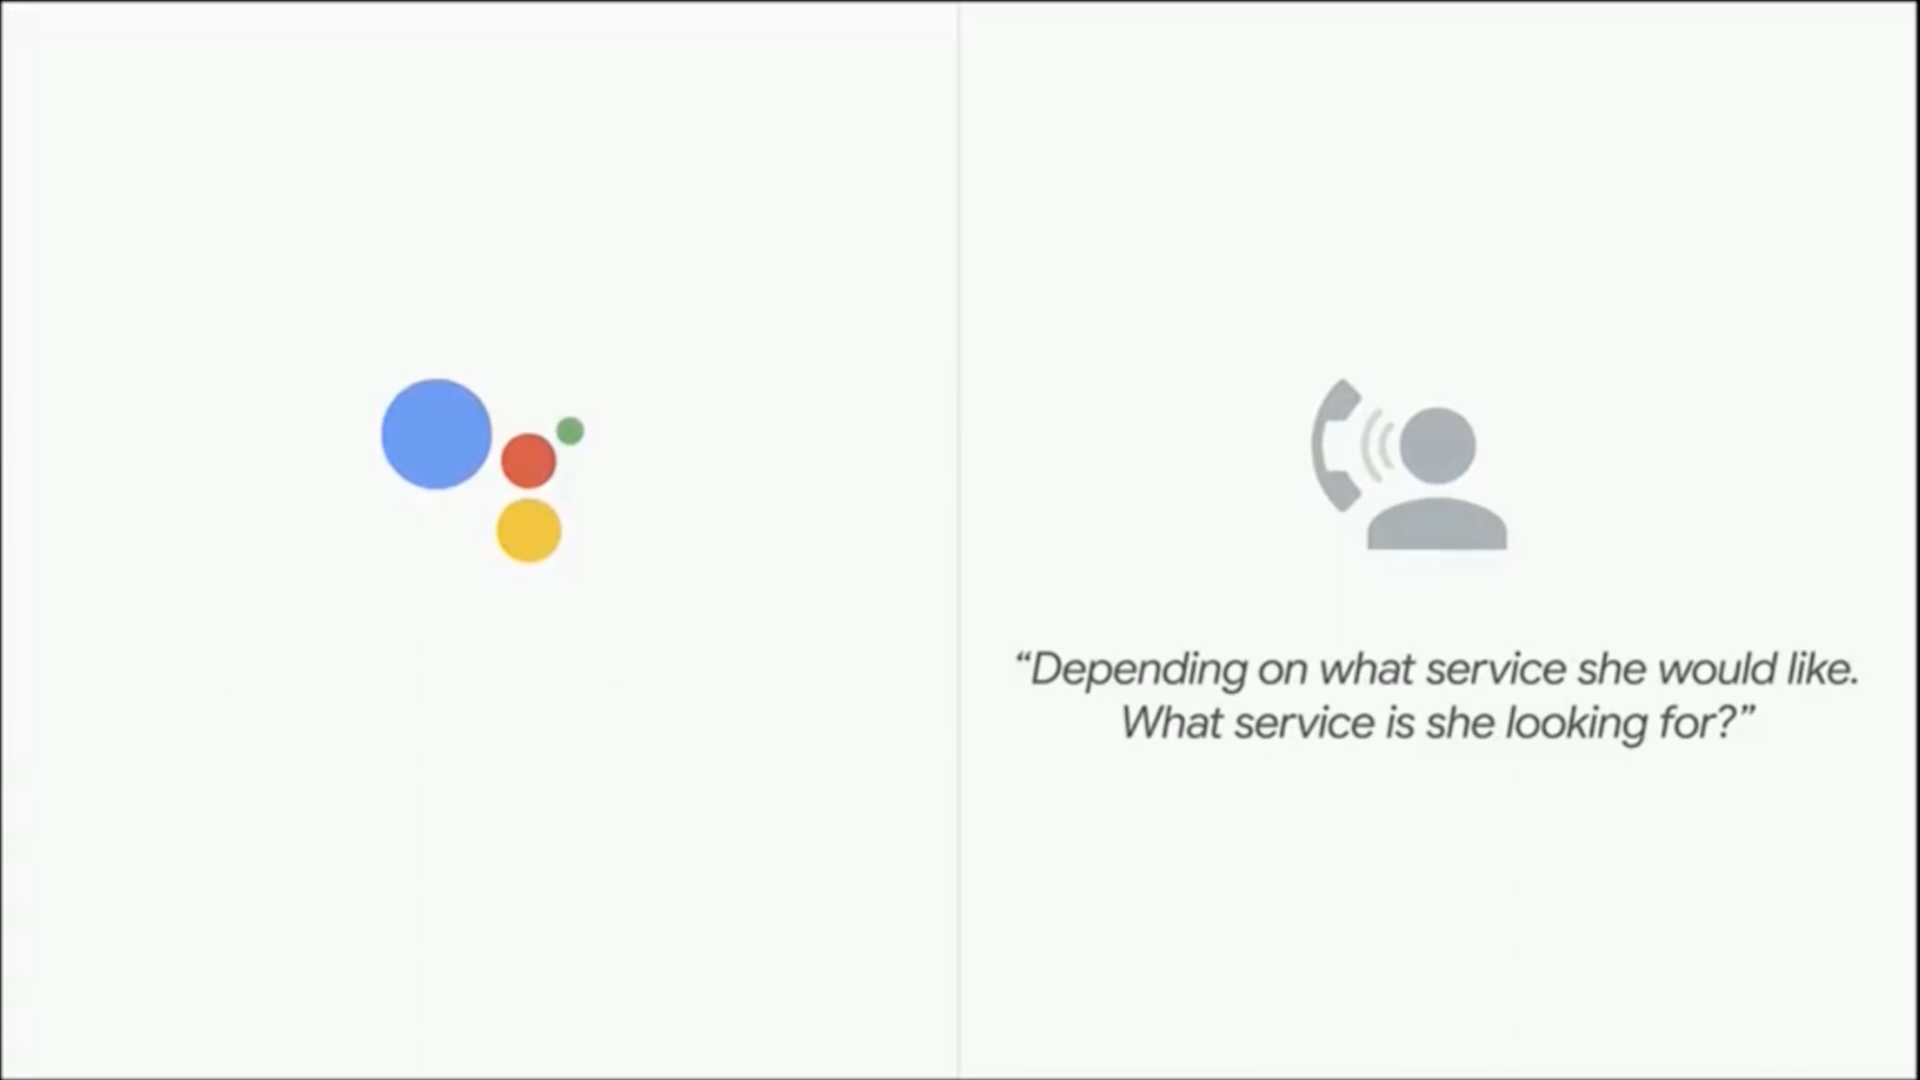 “Depending on what service she would like.
What service is she looking for?”